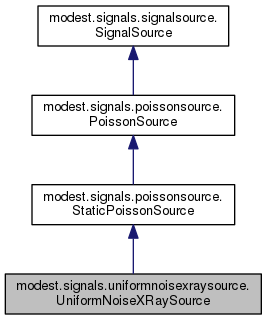 modest.signals.signalsource.
SignalSource
modest.signals.poissonsource.
PoissonSource
modest.signals.poissonsource.
StaticPoissonSource
modest.signals.uniformnoisexraysource.
UniformNoiseXRaySource